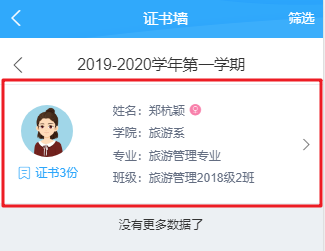 证书墙 筛选
2019-2020学年第一学期
姓名：郑杭颖
学院：旅游系
专业：旅游管理专业
证书3份
班级：旅游管理2018级2班
没有更多数据了